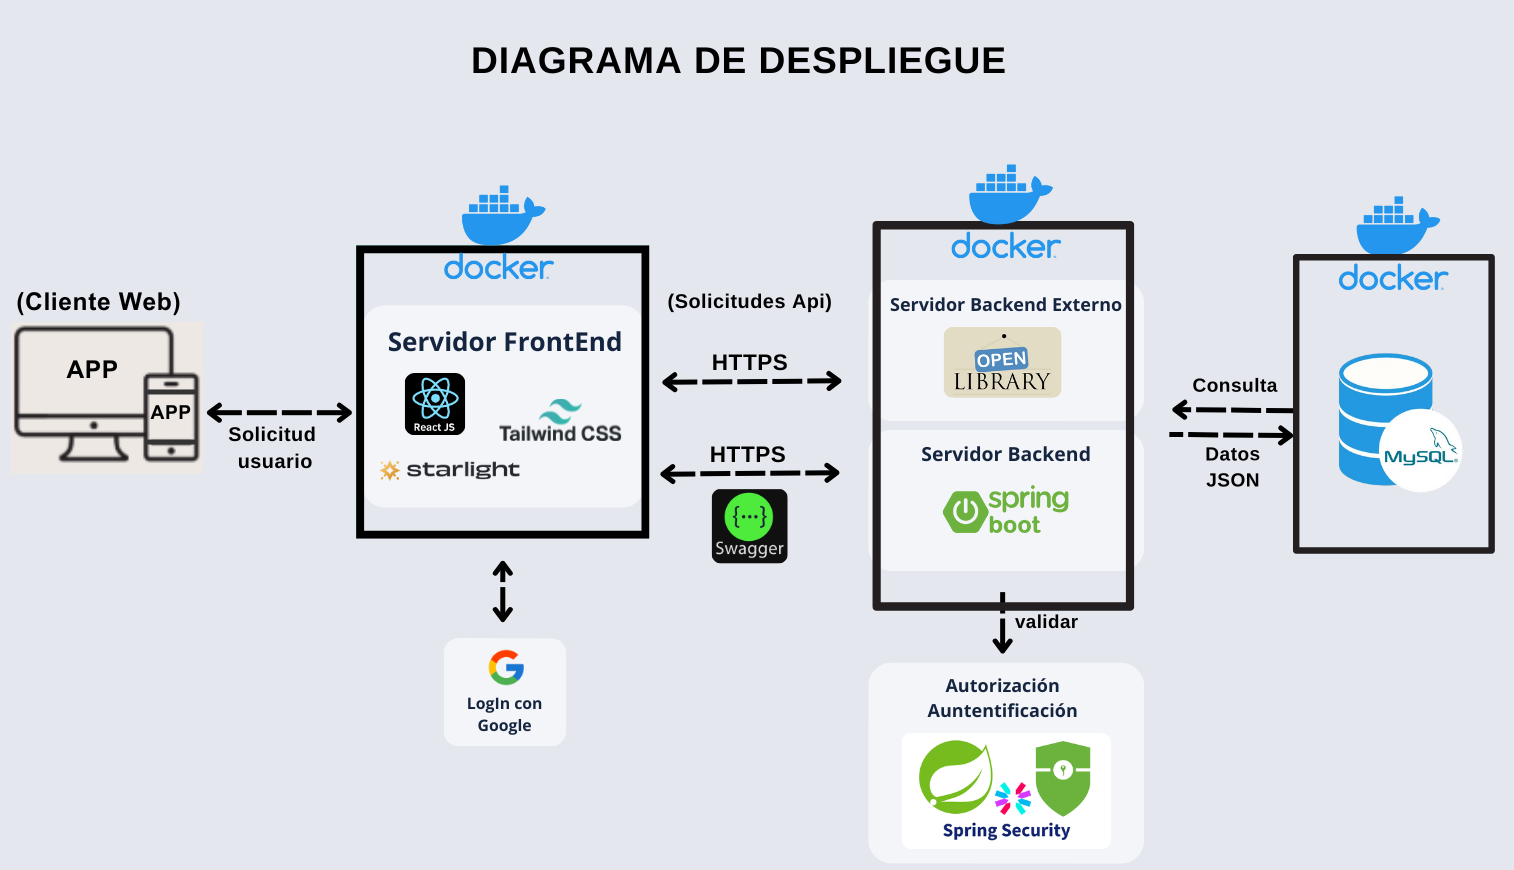 DIAGRAMA DE DESPLIEGUE
(Cliente Web)
APP
APP
Solicitud
usuario
docker
Servidor FrontEnd
React JS
Tailwind CSS
starlight
LogIn con
Google
(Solicitudes Api)
HTTPS
HTTPS
{···}
Swagger
docker
Servidor Backend Externo
OPEN
LIBRARY
Servidor Backend
spring
boot
validar
Autorización
Auntentificación
Spring Security
Consulta
Datos
JSON
docker
MySQL